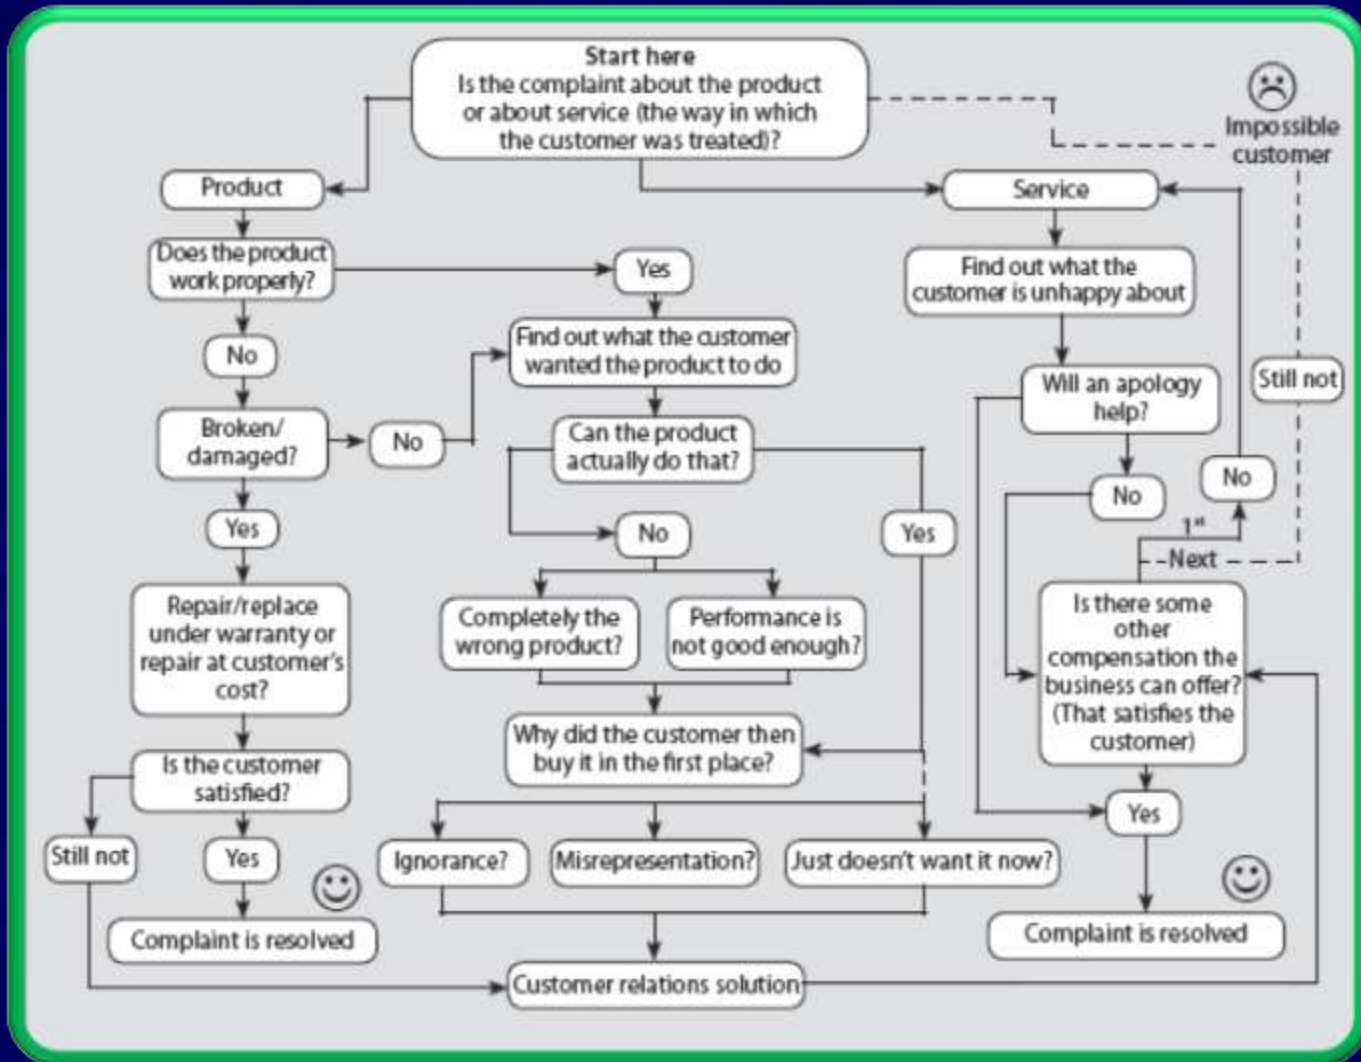 Start here
Is the complaint about the product
or about service (the way in which
the customer was treated)?
Impossible
customer
Product
Service
Does the product
work properly?
Yes
Find out what the
customer is unhappy about
No
Find out what the customer
wanted the product to do
Will an apology
help?
Still not
Broken/
damaged?
No
Can the product
actually do that?
No
No
Yes
No
Yes
1st
Next
Repair/replace
under warranty or
repair at customer's
cost?
Completely the
wrong product?
Performance is
not good enough?
Is there some
other
compensation the
business can offer?
(That satisfies the
customer)
Why did the customer then
buy it in the first place?
Is the customer
satisfied?
Yes
Still not
Yes
Ignorance?
Misrepresentation?
Just doesn't want it now?
Complaint is resolved
Complaint is resolved
Customer relations solution